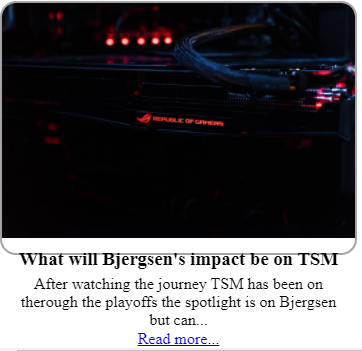 REPUBLIC OF GAMERS
What will Bjergsen's impact be on TSM
After watching the journey TSM has been on
therough the playoffs the spotlight is on Bjergsen
but can...
Read more...